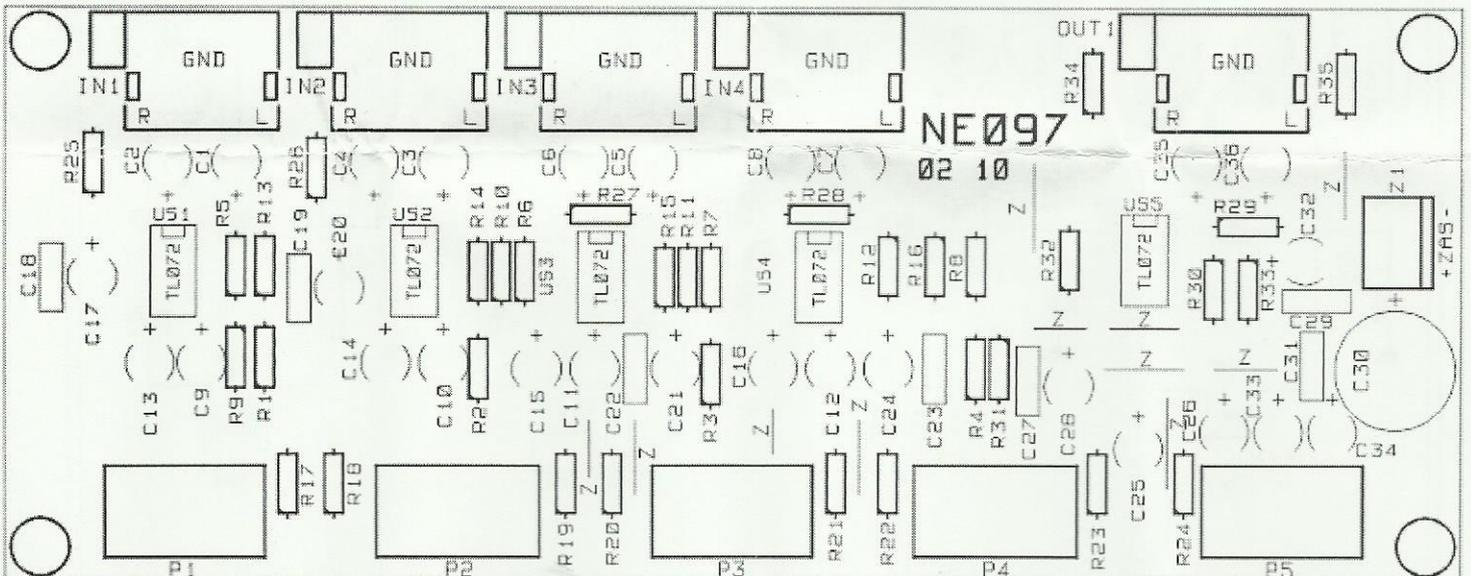 OUT1
GND GND GND GND GND
IN1 IN2 IN3 IN4 R34 R35
R L R L R L R L R L
NE097
02 10
R25 C2 C1 R26 C4 C3 C6 C5 C8 C7 C35 C36
+ + + + R27 + + R28 + + + Z Z1
US1 R5 R13 US2 R14 R10 R6 R15 R11 R7 Z US5 R29 C32
C18 + TL072 C19 E20 TL072 US3 TL072 US4 TL072 R12 R16 R8 R32 TL072 R30 R33 + +ZAS-
C17 C29 +
+ + + + + + + + + Z Z
C14 C16 + Z Z C31 C30
C13 C9 R9 R1 C10 R2 C15 C11 C22 C21 R3 Z C12 Z C24 C23 R4 R31 C27 C28 + Z C26 + C33 + +
C34
R17 R18 Z Z C25
R19 R20 R21 R22 R23 R24
P1 P2 P3 P4 P5